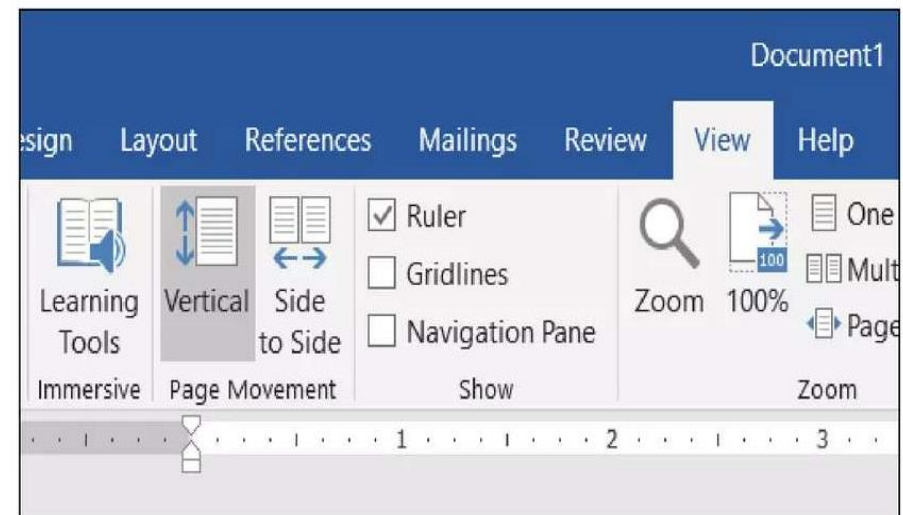 Document1
esign Layout References Mailings Review View Help
Learning Tools
Vertical
Side to Side
Ruler
Gridlines
Navigation Pane
Zoom
100
100%
One
Mult
Page
Immersive Page Movement Show Zoom
1 2 3